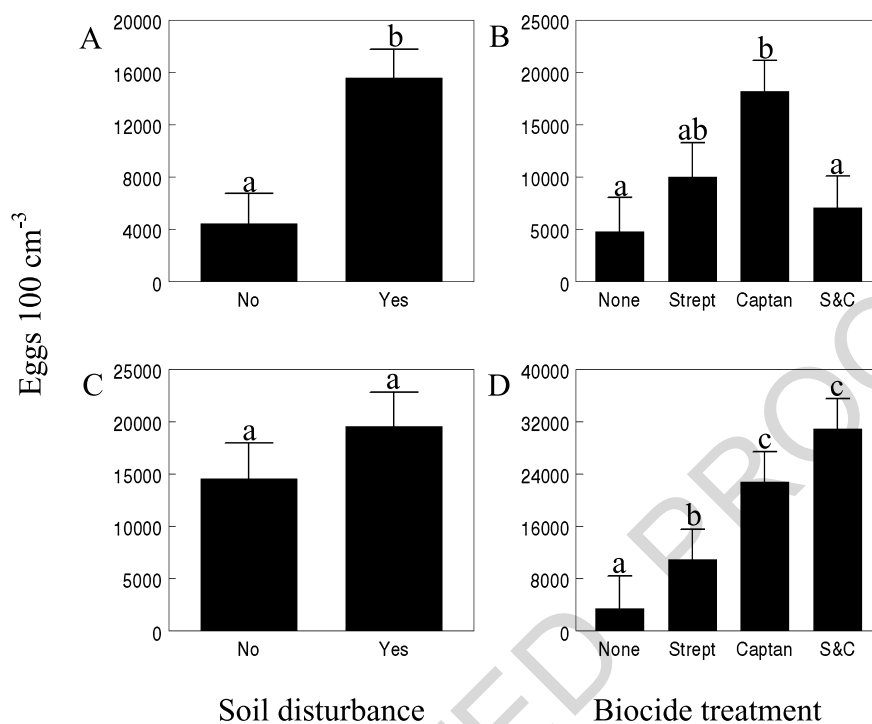 A
20000
16000
12000
8000
4000
0
a
b
No
Yes
B
25000
20000
15000
10000
5000
0
a
ab
b
a
None
Strept
Captan
S&C
Eggs 100 cm⁻³
C
25000
20000
15000
10000
5000
0
a
a
No
Yes
D
40000
32000
24000
16000
8000
0
a
b
c
c
None
Strept
Captan
S&C
Soil disturbance
Biocide treatment